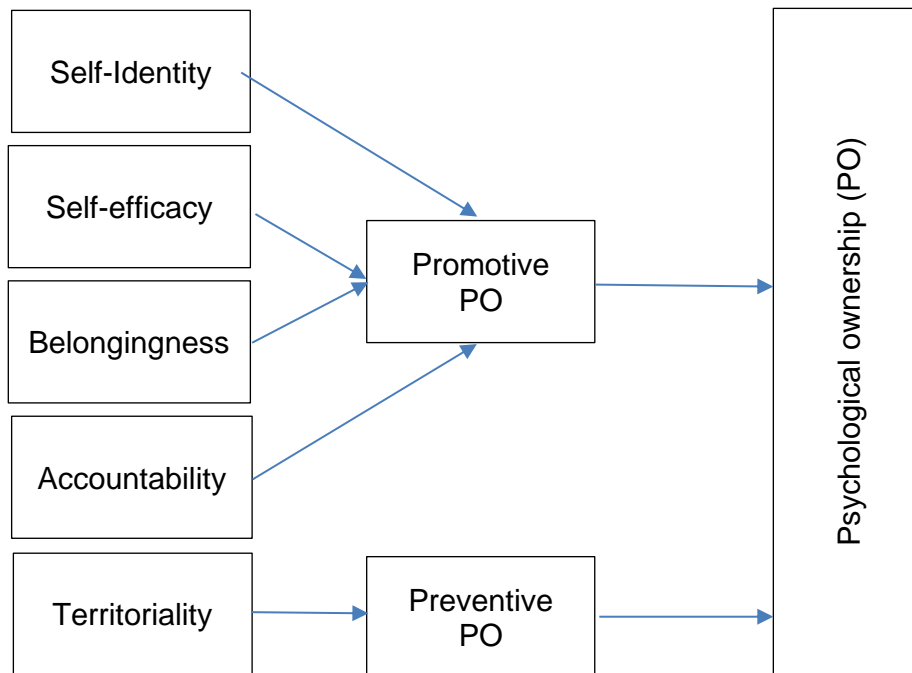 Self-Identity
Self-efficacy
Belongingness
Accountability
Territoriality
Promotive
PO
Preventive
PO
Psychological ownership (PO)